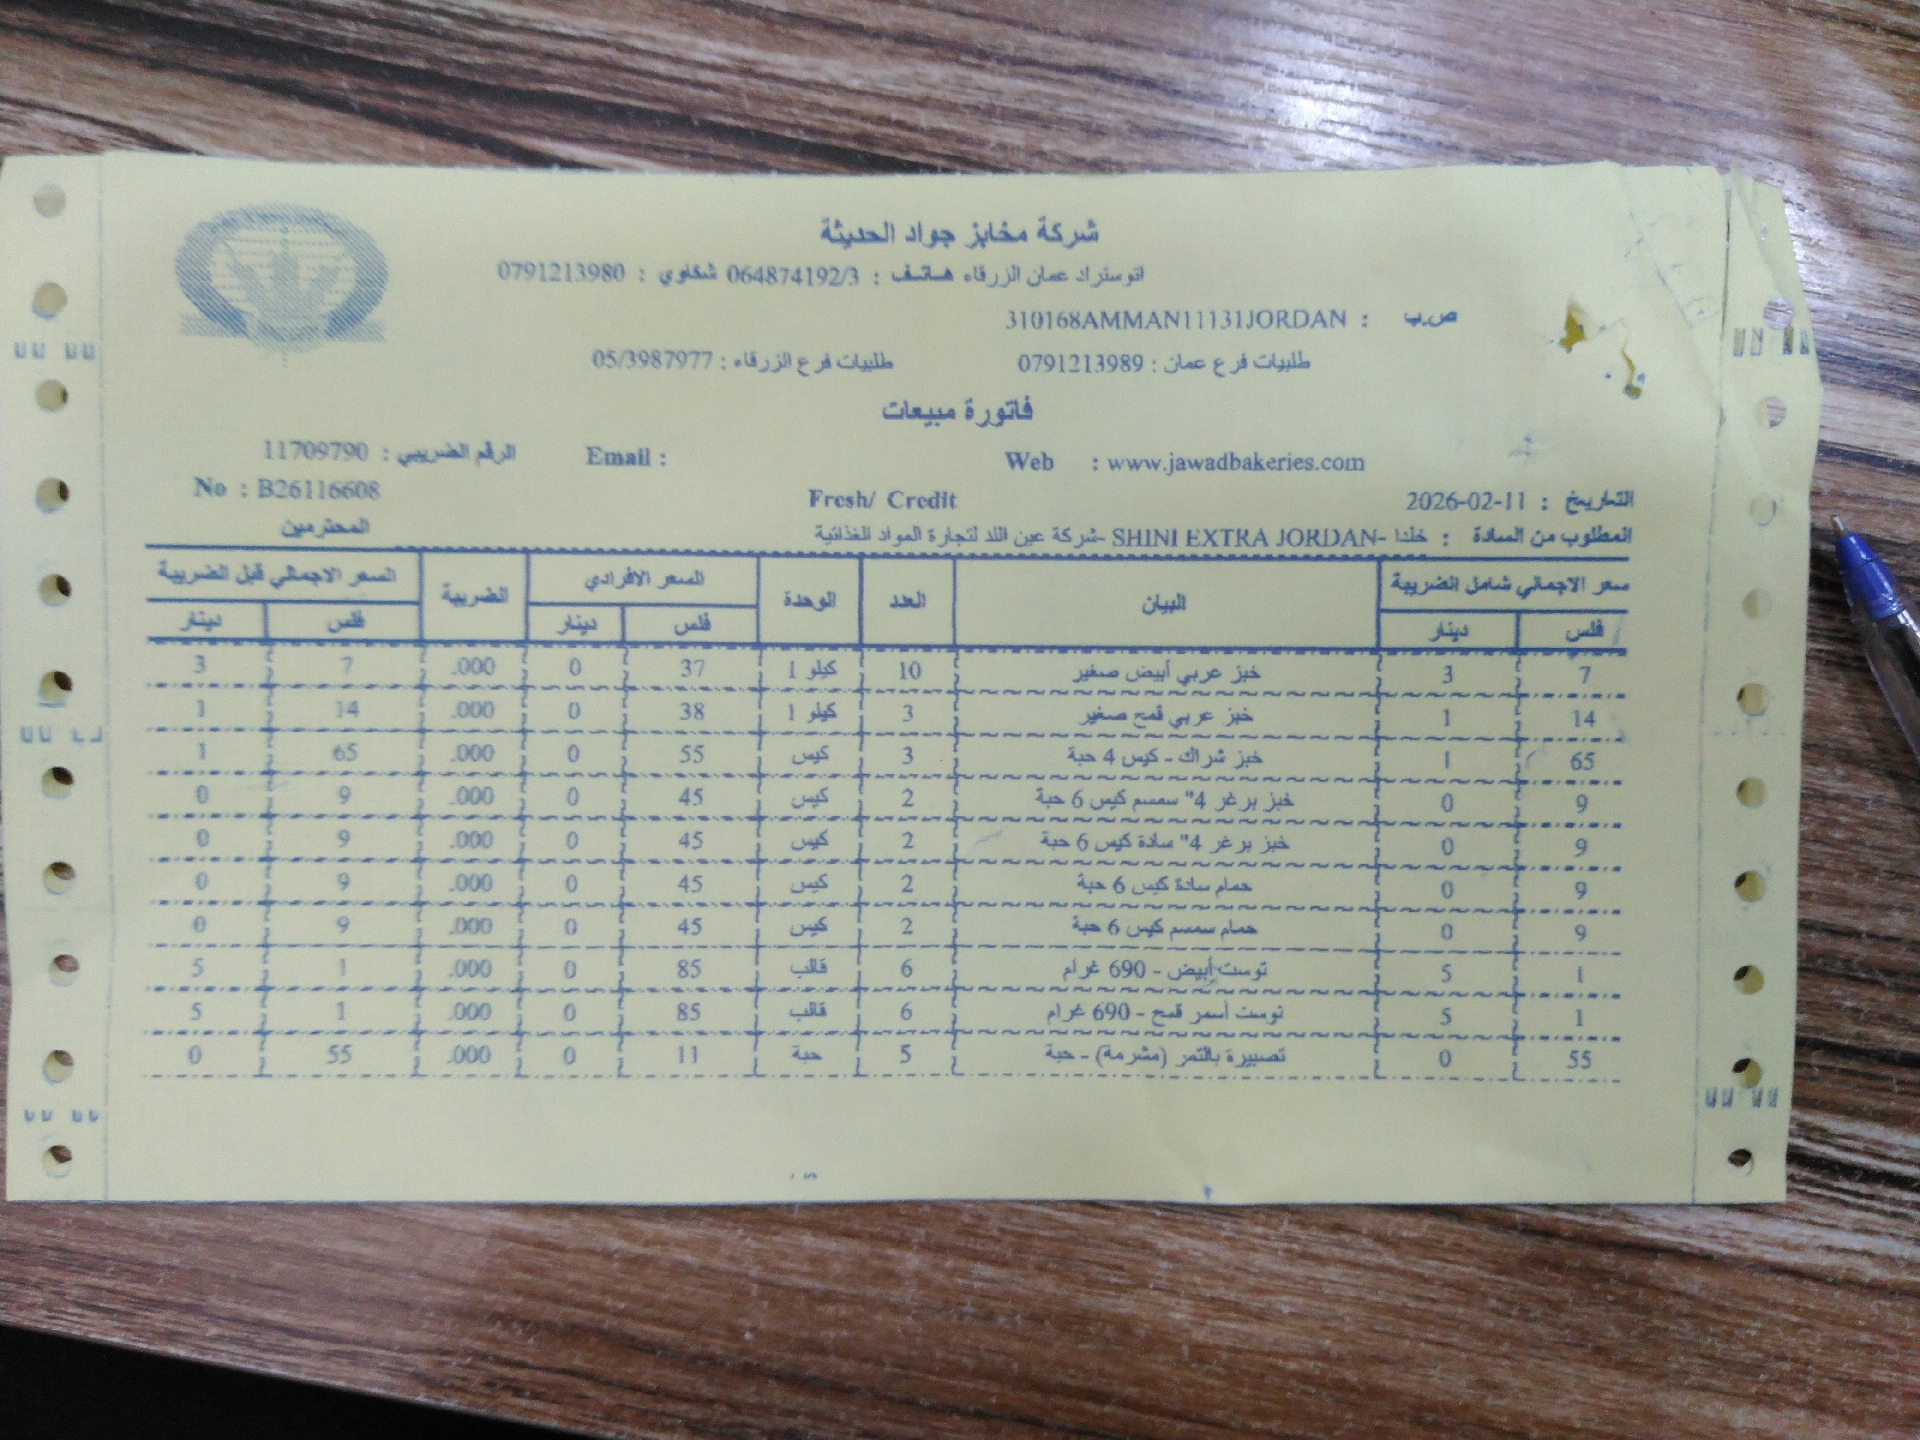 شركة مخابز جواد الحديثة
اتوستراد عمان الزرقاء هاتف : 064874192/3 شكاوي : 0791213980
ص.ب : 310168AMMAN11131JORDAN
طلبيات فرع عمان : 0791213989 طلبيات فرع الزرقاء : 05/3987977
فاتورة مبيعات
Web : www.jawadbakeries.com Email : الرقم الضريبي : 11709790
التاريخ : 2026-02-11 Fresh/ Credit No : B26116608
المطلوب من السادة : خلدا -SHINI EXTRA JORDAN- شركة عين اللد لتجارة المواد الغذائية المحترمين
سعر الاجمالي شامل الضريبة البيان العدد الوحدة السعر الافرادي الضريبة السعر الاجمالي قبل الضريبة
فلس دينار فلس دينار فلس دينار
7 3 خبز عربي أبيض صغير 10 كيلو 1 37 0 .000 7 3
14 1 خبز عربي قمح صغير 3 كيلو 1 38 0 .000 14 1
65 1 خبز شراك - كيس 4 حبة 3 كيس 55 0 .000 65 1
9 0 خبز برغر 4" سمسم كيس 6 حبة 2 كيس 45 0 .000 9 0
9 0 خبز برغر 4" سادة كيس 6 حبة 2 كيس 45 0 .000 9 0
9 0 حمام سادة كيس 6 حبة 2 كيس 45 0 .000 9 0
9 0 حمام سمسم كيس 6 حبة 2 كيس 45 0 .000 9 0
1 5 توست أبيض - 690 غرام 6 قالب 85 0 .000 1 5
1 5 توست أسمر قمح - 690 غرام 6 قالب 85 0 .000 1 5
55 0 تصبيرة بالتمر (مشرمة) - حبة 5 حبة 11 0 .000 55 0